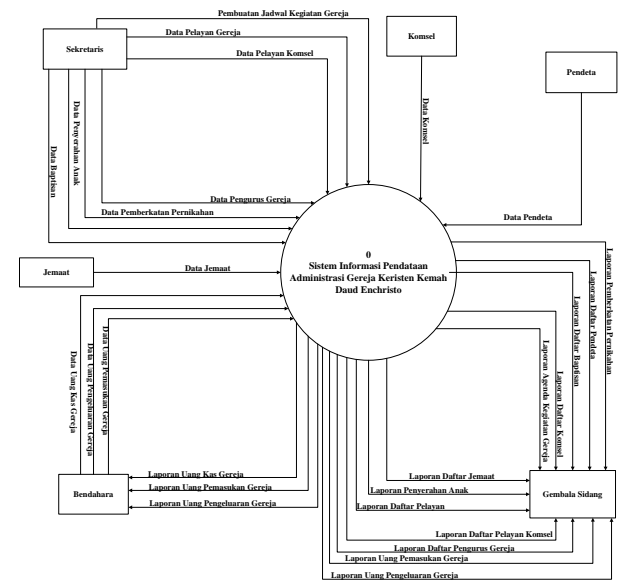 Pembuatan Jadwal Kegiatan Gereja
Sekretaris
Data Pelayan Gereja
Data Pelayan Komsel
Komsel
Pendeta
Data Baptisan
Data Penyerahan Anak
Data Komsel
Data Pengurus Gereja
Data Pemberkatan Pernikahan
Data Pendeta
0
Sistem Informasi Pendataan
Administrasi Gereja Keristen Kemah
Daud Enchristo
Jemaat
Data Jemaat
Data Uang Kas Gereja
Data Uang Pengeluaran Gereja
Data Uang Pemasukan Gereja
Laporan Agenda Kegiatan Gereja
Laporan Daftar Komsel
Laporan Daftar Baptisan
Laporan Daftar Pendeta
Laporan Pemberkatan Pernikahan
Bendahara
Laporan Uang Kas Gereja
Laporan Uang Pemasukan Gereja
Laporan Uang Pengeluaran Gereja
Laporan Daftar Jemaat
Laporan Penyerahan Anak
Laporan Daftar Pelayan
Gembala Sidang
Laporan Daftar Pelayan Komsel
Laporan Daftar Pengurus Gereja
Laporan Uang Pemasukan Gereja
Laporan Uang Pengeluaran Gereja